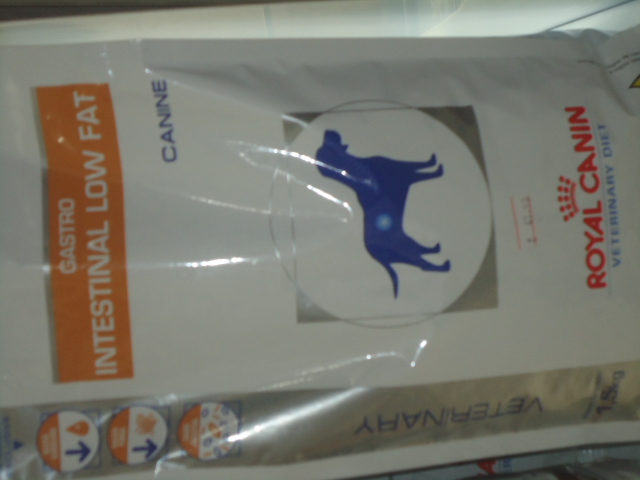 ROYAL CANIN
VETERINARY DIET
CANINE
GASTRO
INTESTINAL LOW FAT
VETERINARY
1.5kg